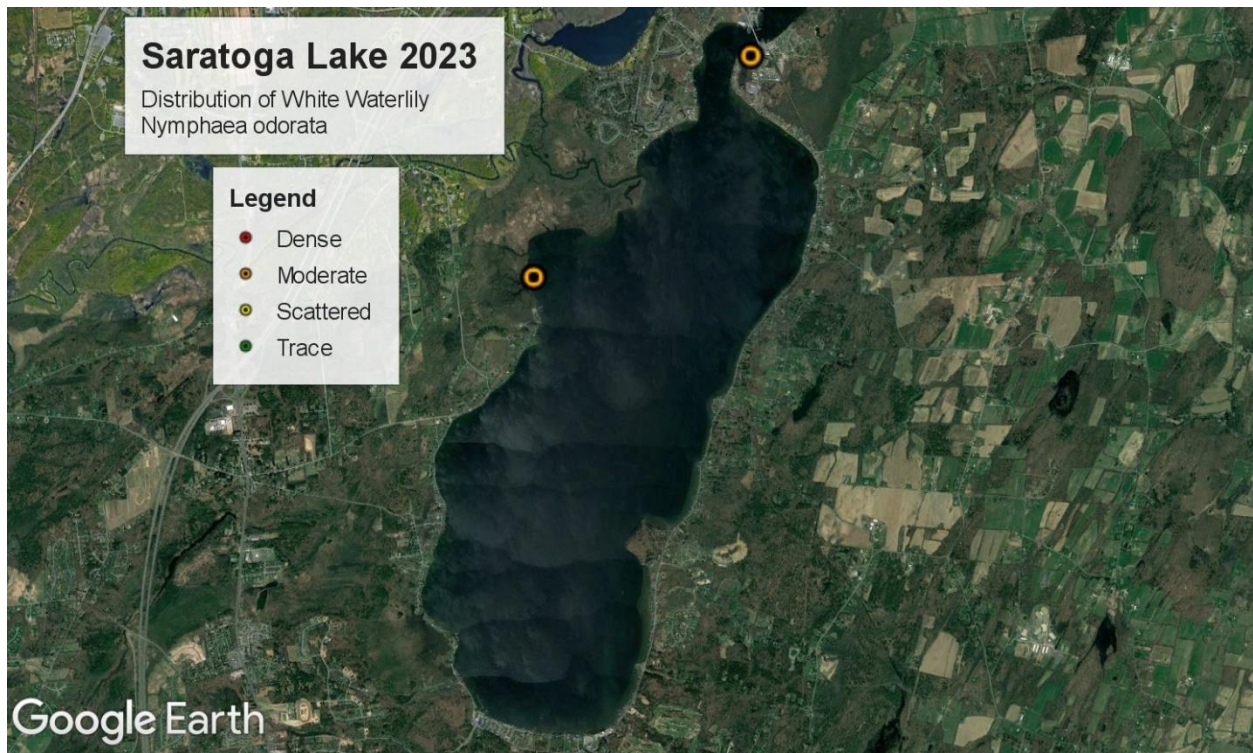 Saratoga Lake 2023
Distribution of White Waterlily
Nymphaea odorata
Legend
Dense
Moderate
Scattered
Trace
Google Earth